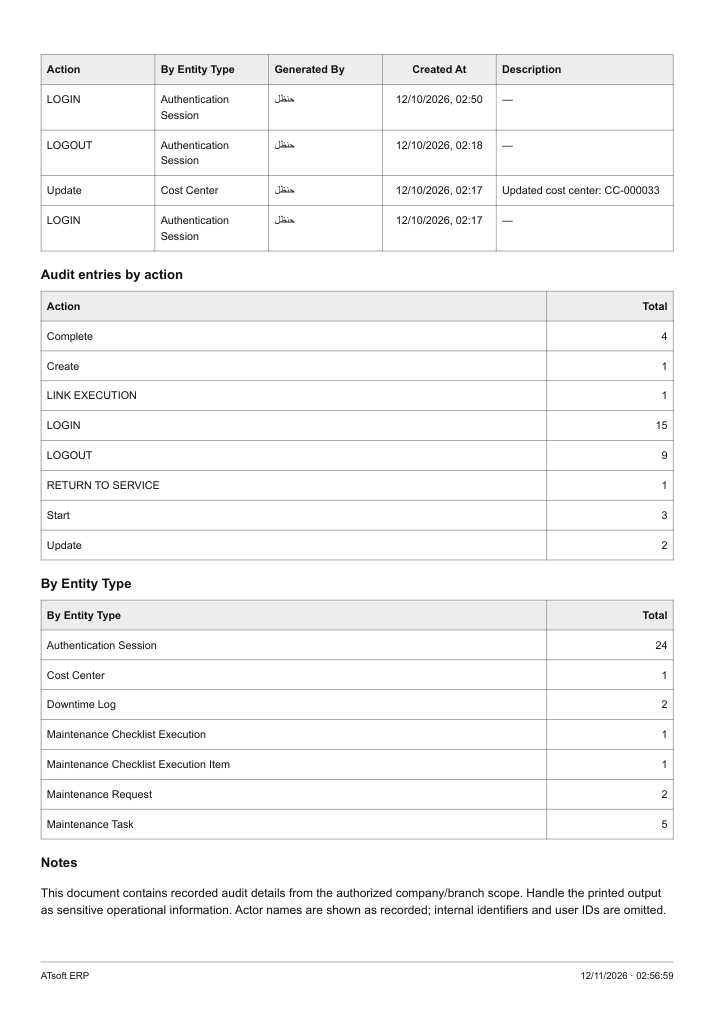 Action By Entity Type Generated By Created At Description
LOGIN Authentication حنظل 12/10/2026, 02:50 —
Session
LOGOUT Authentication حنظل 12/10/2026, 02:18 —
Session
Update Cost Center حنظل 12/10/2026, 02:17 Updated cost center: CC-000033
LOGIN Authentication حنظل 12/10/2026, 02:17 —
Session
Audit entries by action
Action Total
Complete 4
Create 1
LINK EXECUTION 1
LOGIN 15
LOGOUT 9
RETURN TO SERVICE 1
Start 3
Update 2
By Entity Type
By Entity Type Total
Authentication Session 24
Cost Center 1
Downtime Log 2
Maintenance Checklist Execution 1
Maintenance Checklist Execution Item 1
Maintenance Request 2
Maintenance Task 5
Notes
This document contains recorded audit details from the authorized company/branch scope. Handle the printed output
as sensitive operational information. Actor names are shown as recorded; internal identifiers and user IDs are omitted.
ATsoft ERP 12/11/2026 · 02:56:59